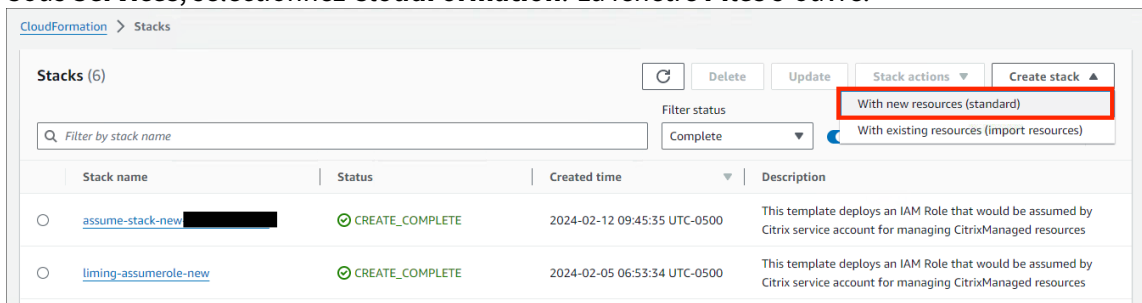 CloudFormation > Stacks
Stacks (6)
Delete
Update
Stack actions
Create stack
With new resources (standard)
With existing resources (import resources)
Filter status
Filter by stack name
Complete
Stack name
Status
Created time
Description
assume-stack-new
CREATE_COMPLETE
2024-02-12 09:45:35 UTC-0500
This template deploys an IAM Role that would be assumed by
Citrix service account for managing CitrixManaged resources
liming-assumerole-new
CREATE_COMPLETE
2024-02-05 06:53:34 UTC-0500
This template deploys an IAM Role that would be assumed by
Citrix service account for managing CitrixManaged resources